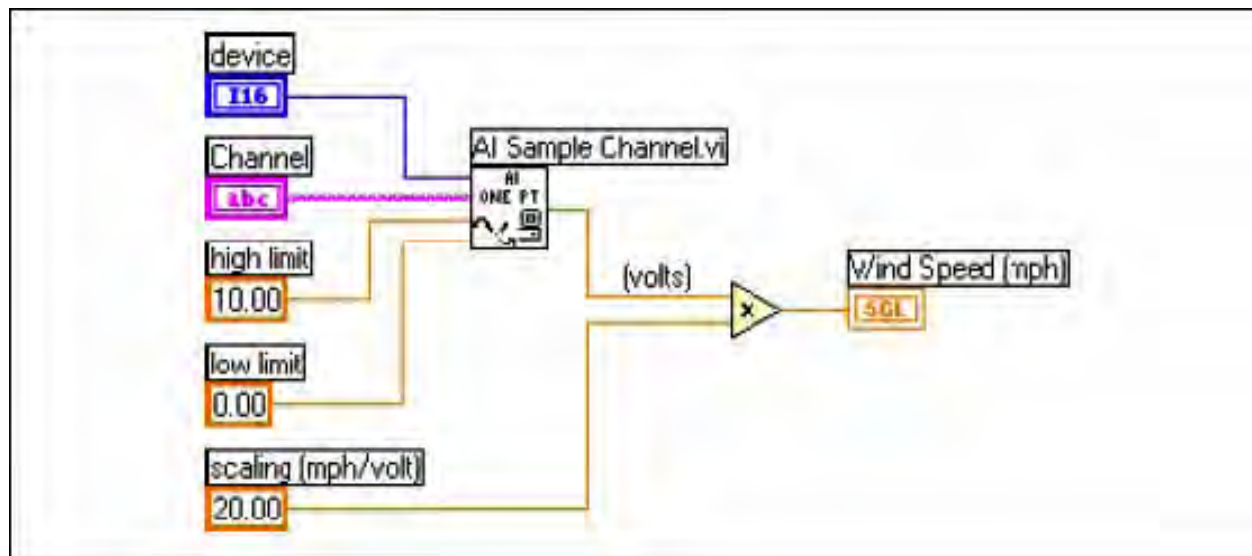 device
I16
Channel
abc
high limit
10.00
low limit
0.00
scaling (mph/volt)
20.00
AI Sample Channel.vi
AI
ONE PT
(volts)
x
Wind Speed (mph)
SGL